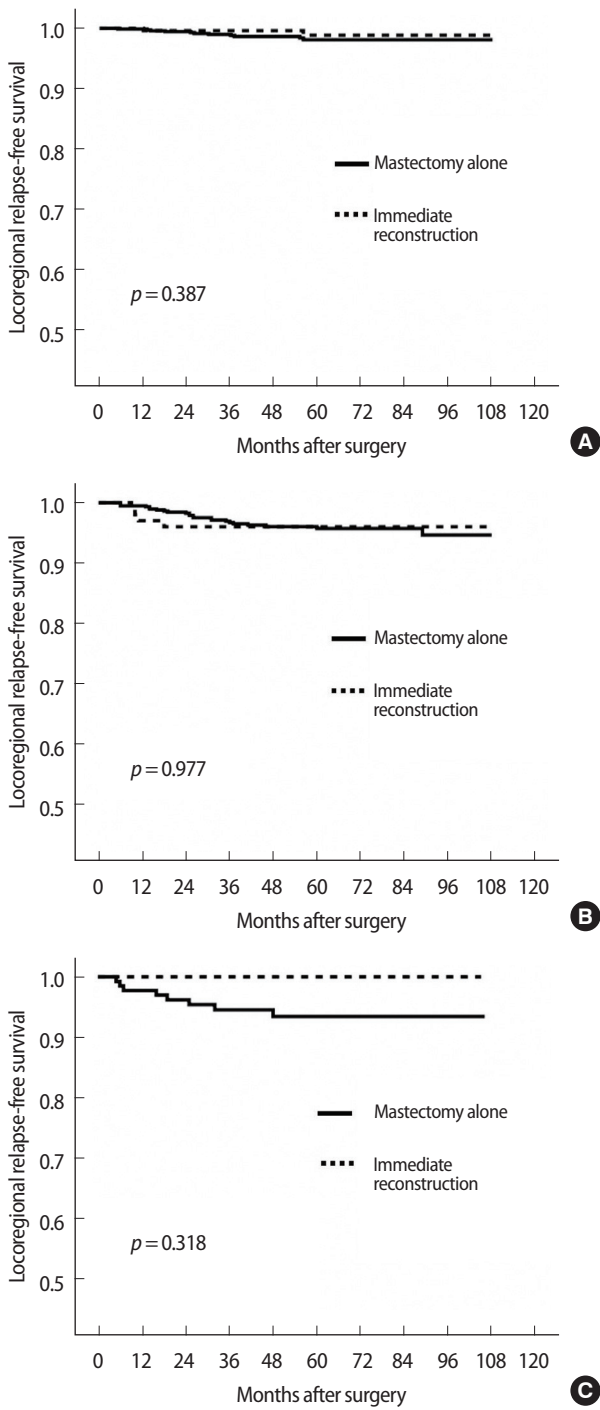 Locoregional relapse-free survival
1.0
0.9
0.8
0.7
0.6
0.5
Mastectomy alone
Immediate
reconstruction
p=0.387
0 12 24 36 48 60 72 84 96 108 120
Months after surgery
A
Locoregional relapse-free survival
1.0
0.9
0.8
0.7
0.6
0.5
Mastectomy alone
Immediate
reconstruction
p=0.977
0 12 24 36 48 60 72 84 96 108 120
Months after surgery
B
Locoregional relapse-free survival
1.0
0.9
0.8
0.7
0.6
0.5
Mastectomy alone
Immediate
reconstruction
p=0.318
0 12 24 36 48 60 72 84 96 108 120
Months after surgery
C